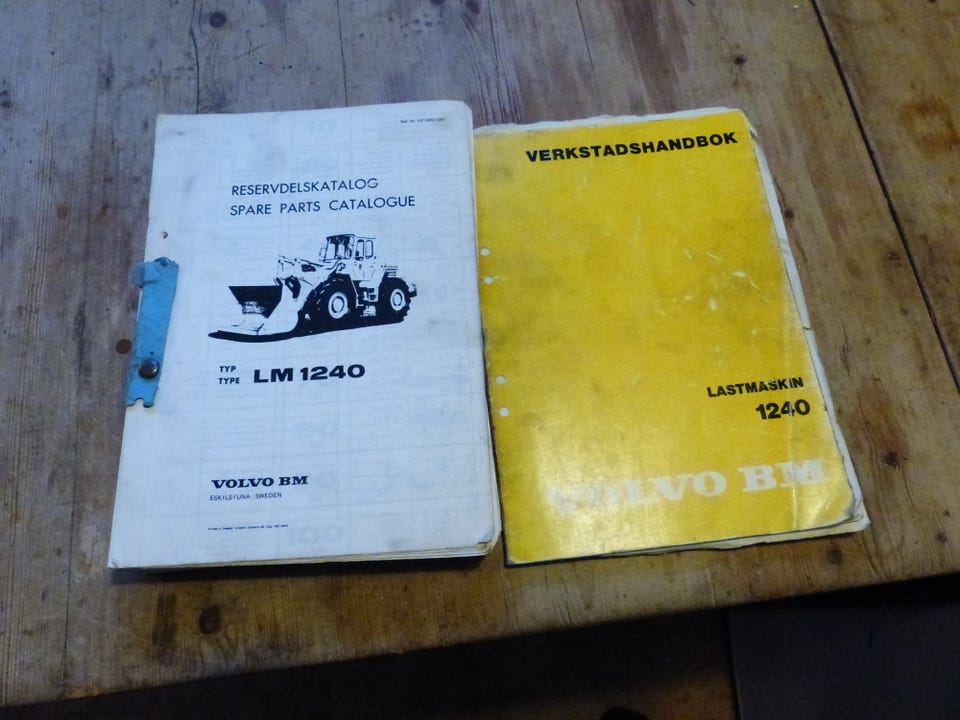 RESERVDELSKATALOG
SPARE PARTS CATALOGUE
TYP
TYPE LM 1240
VOLVO BM
ESKILSTUNA SWEDEN
VERKSTADSHANDBOK
LASTMASKIN
1240
VOLVO BM